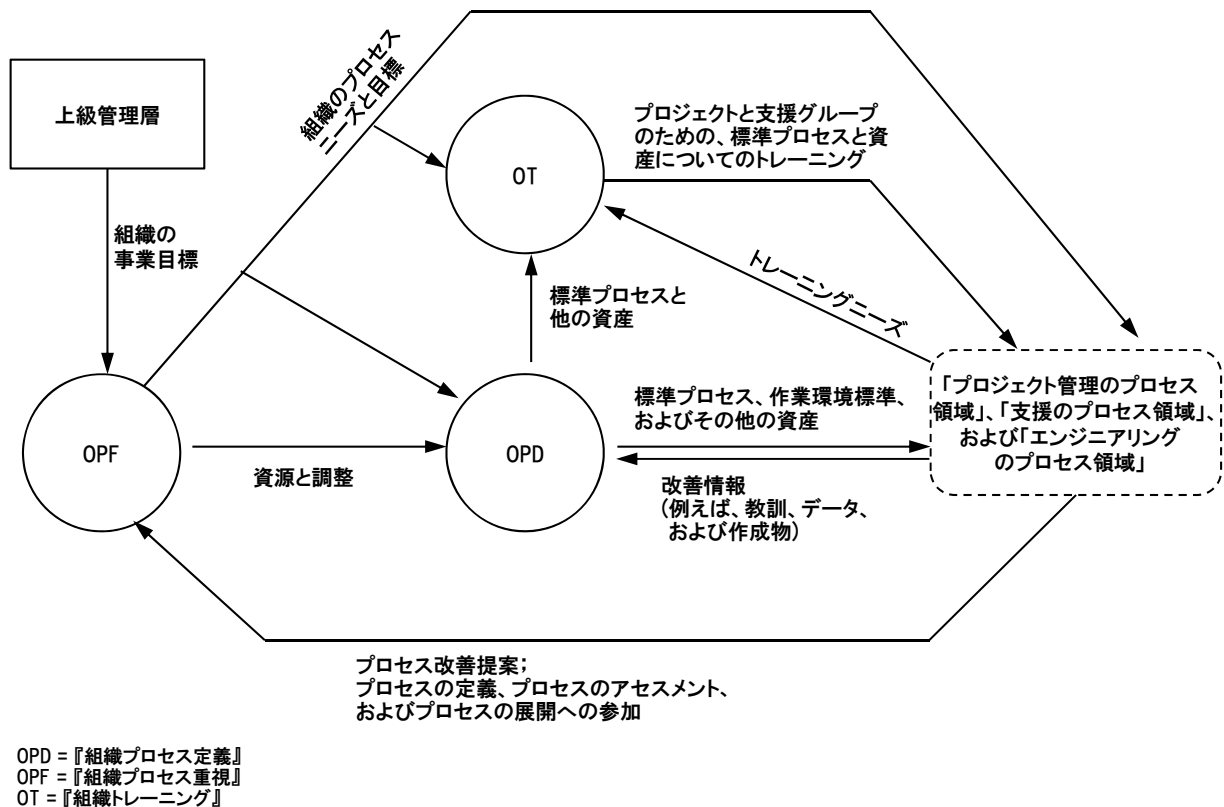 組織のプロセス
ニーズと目標
上級管理層
プロジェクトと支援グループ
のための、標準プロセスと資
産についてのトレーニング
OT
組織の
事業目標
トレーニングニーズ
標準プロセスと
他の資産
「プロジェクト管理のプロセス
領域」、「支援のプロセス領域」、
および「エンジニアリング
のプロセス領域」
標準プロセス、作業環境標準、
およびその他の資産
OPF
OPD
資源と調整
改善情報
(例えば、教訓、データ、
および作成物)
プロセス改善提案;
プロセスの定義、プロセスのアセスメント、
およびプロセスの展開への参加
OPD = 『組織プロセス定義』
OPF = 『組織プロセス重視』
OT = 『組織トレーニング』